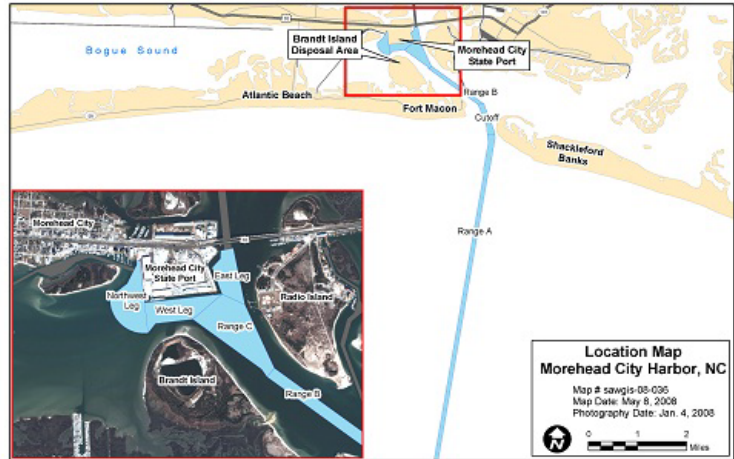 Bogue Sound
Brandt Island
Disposal Area
Morehead City
State Port
Atlantic Beach
Fort Macon
Range B
Cutoff
Shackleford
Banks
Range A
Morehead City
Morehead City
State Port
East Leg
Northwest
Leg
West Leg
Radio Island
Range C
Brandt Island
Range B
Location Map
Morehead City Harbor, NC
Map # sawgis-08-036
Map Date: May 8, 2008
Photography Date: Jan. 4, 2008
N
0 1 2
Miles